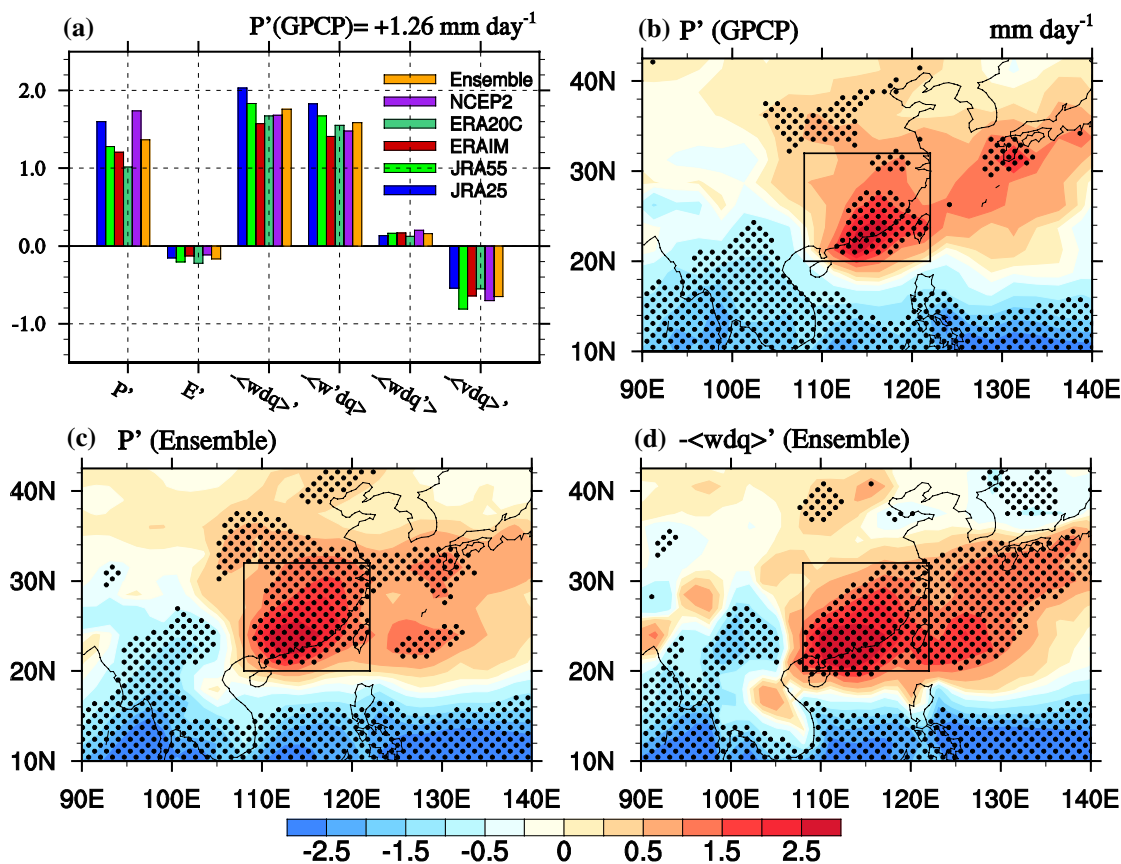 (a) P'(GPCP)= +1.26 mm day-1
2.0
1.0
0.0
-1.0
Ensemble
NCEP2
ERA20C
ERAIM
JRA55
JRA25
P' E' <wdq>' <w'dq> <wdq'> <vdq>'
(b) P' (GPCP) mm day-1
40N
30N
20N
10N
90E 100E 110E 120E 130E 140E
(c) P' (Ensemble)
40N
30N
20N
10N
90E 100E 110E 120E 130E 140E
(d) -<wdq>' (Ensemble)
40N
30N
20N
10N
90E 100E 110E 120E 130E 140E
-2.5 -1.5 -0.5 0 0.5 1.5 2.5